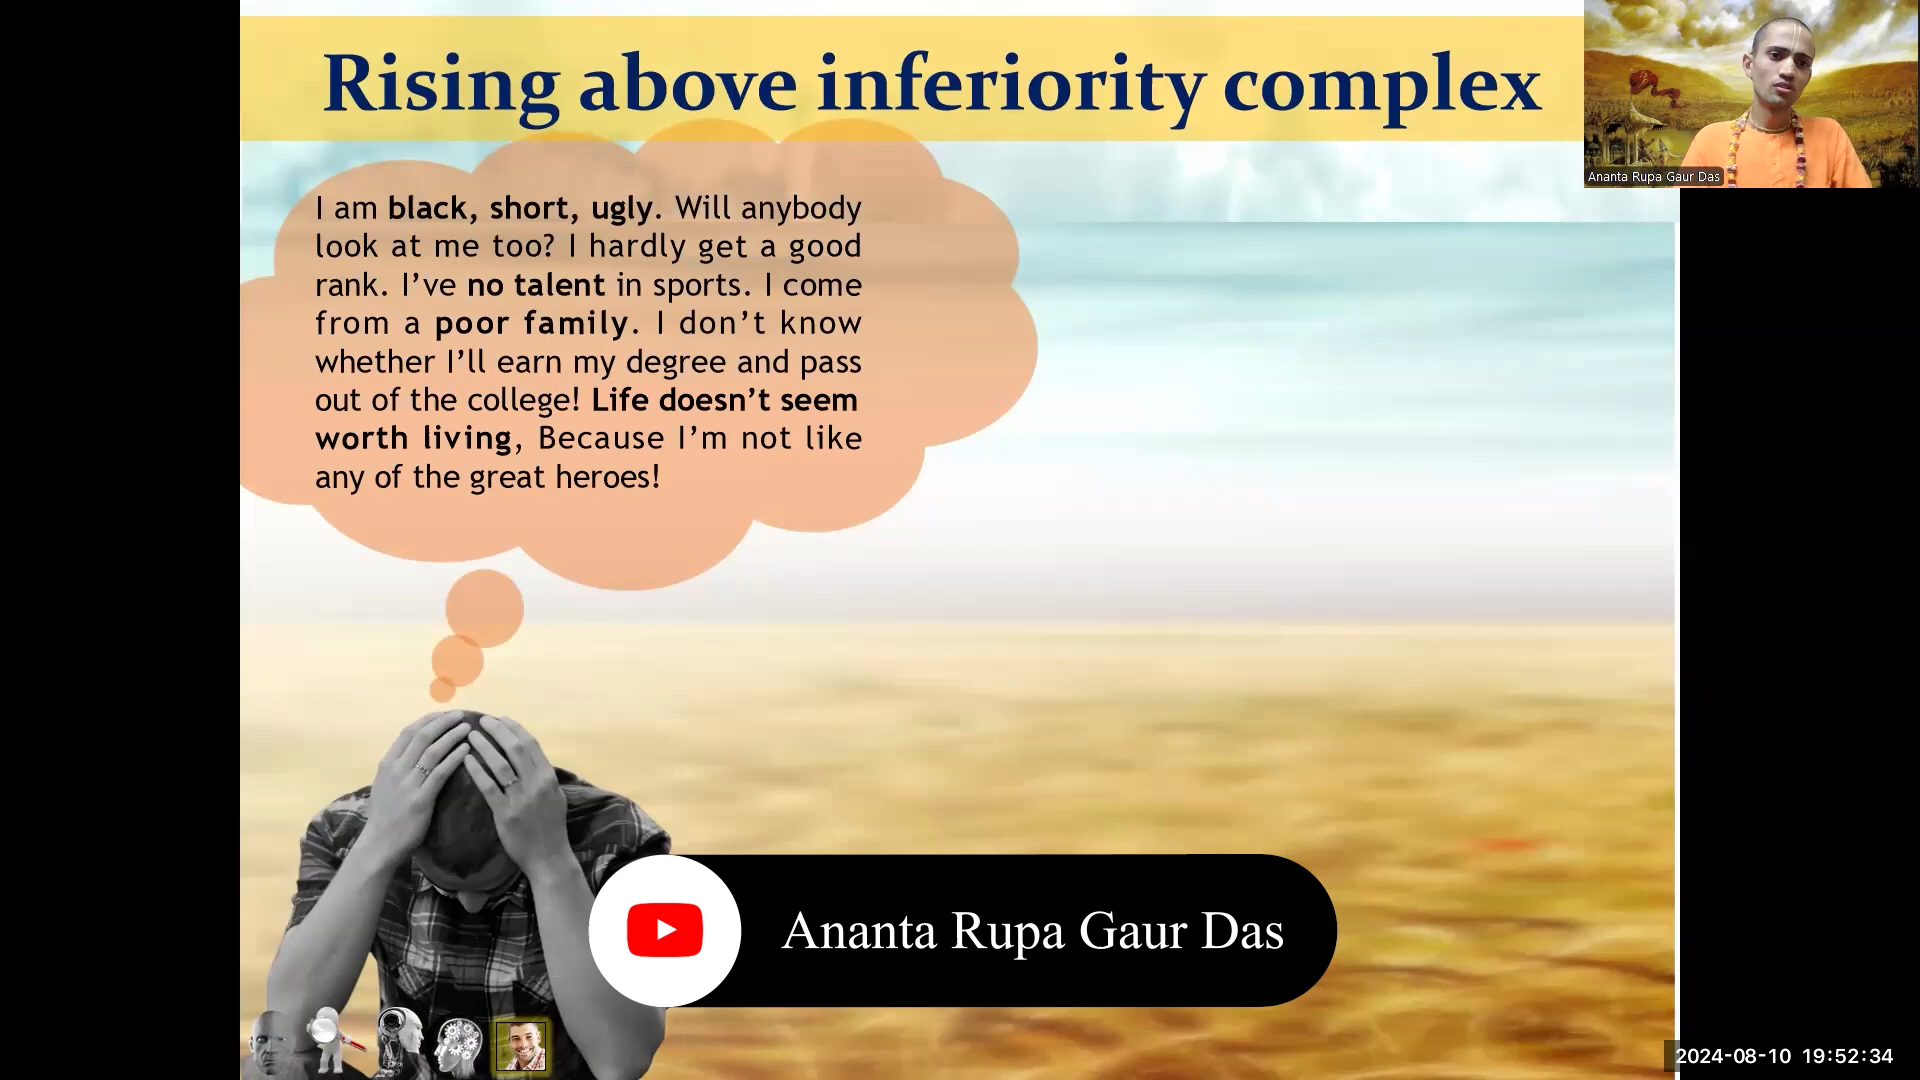 Rising above inferiority complex
Ananta Rupa Gaur Das
I am black, short, ugly. Will anybody
look at me too? I hardly get a good
rank. I’ve no talent in sports. I come
from a poor family. I don’t know
whether I’ll earn my degree and pass
out of the college! Life doesn’t seem
worth living, Because I’m not like
any of the great heroes!
Ananta Rupa Gaur Das
2024-08-10 19:52:34